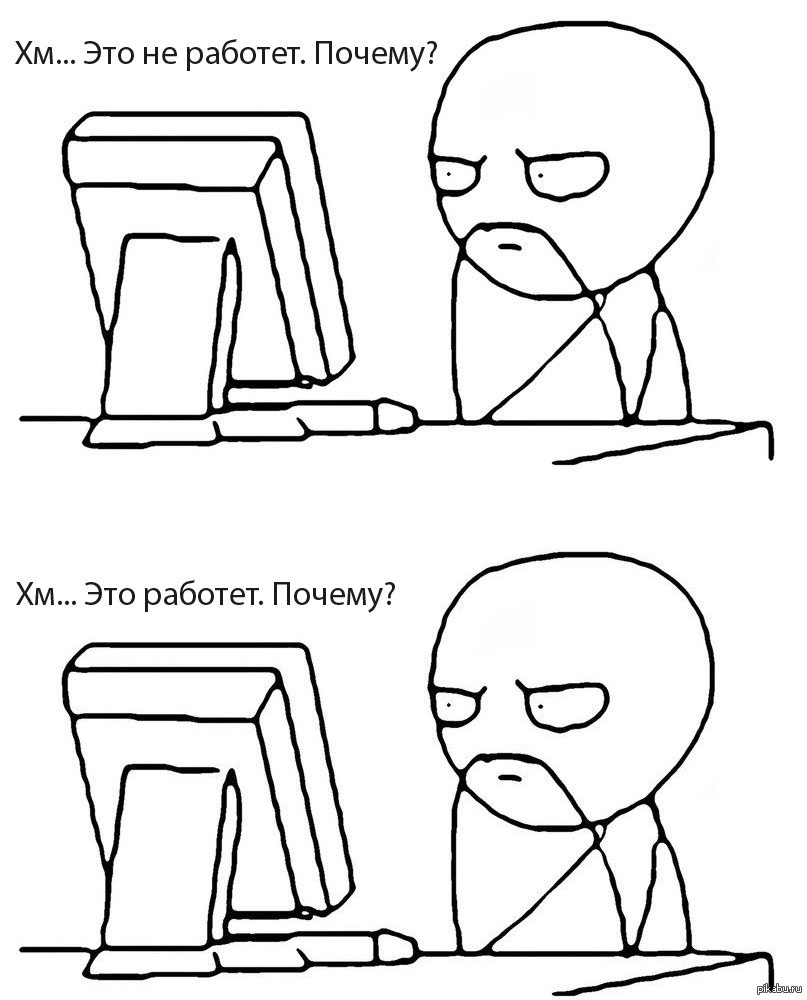 Хм... Это не работет. Почему?
Хм... Это работет. Почему?
pikabu.ru